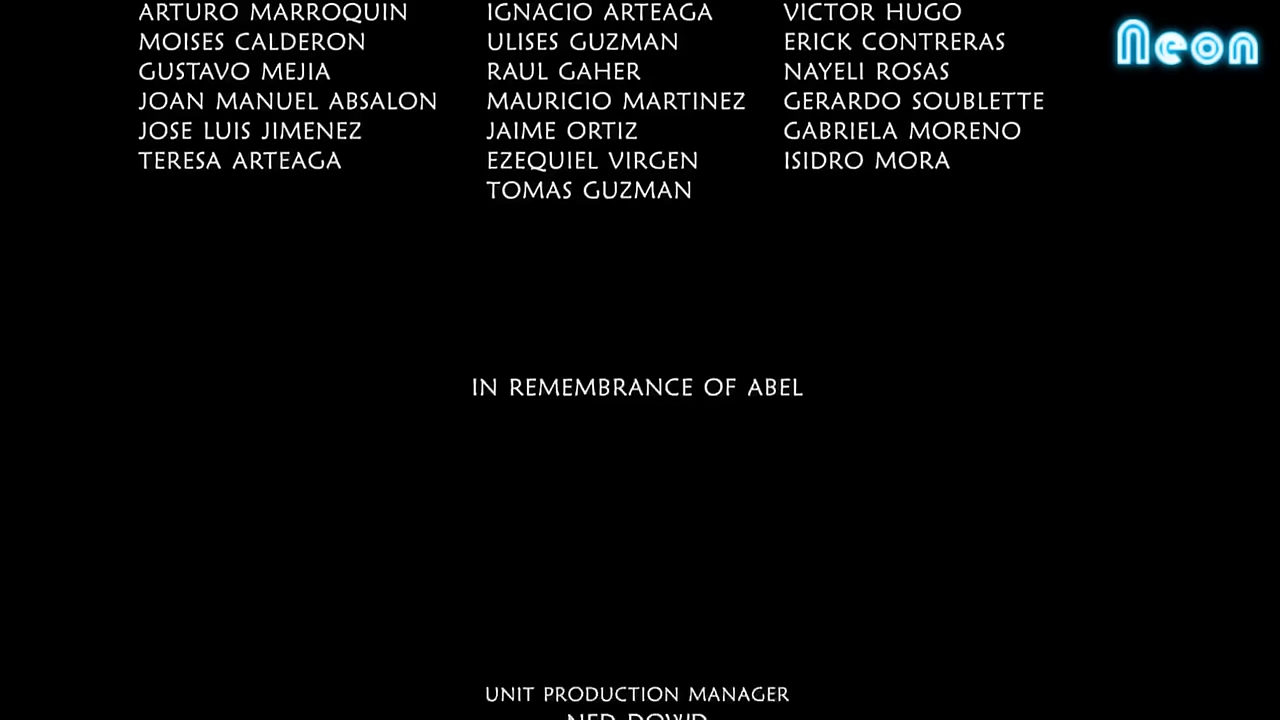 ARTURO MARROQUIN IGNACIO ARTEAGA VICTOR HUGO
MOISES CALDERON ULISES GUZMAN ERICK CONTRERAS
GUSTAVO MEJIA RAUL GAHER NAYELI ROSAS
JOAN MANUEL ABSALON MAURICIO MARTINEZ GERARDO SOUBLETTE
JOSE LUIS JIMENEZ JAIME ORTIZ GABRIELA MORENO
TERESA ARTEAGA EZEQUIEL VIRGEN ISIDRO MORA
TOMAS GUZMAN
Neon
IN REMEMBRANCE OF ABEL
UNIT PRODUCTION MANAGER
NED DOWD